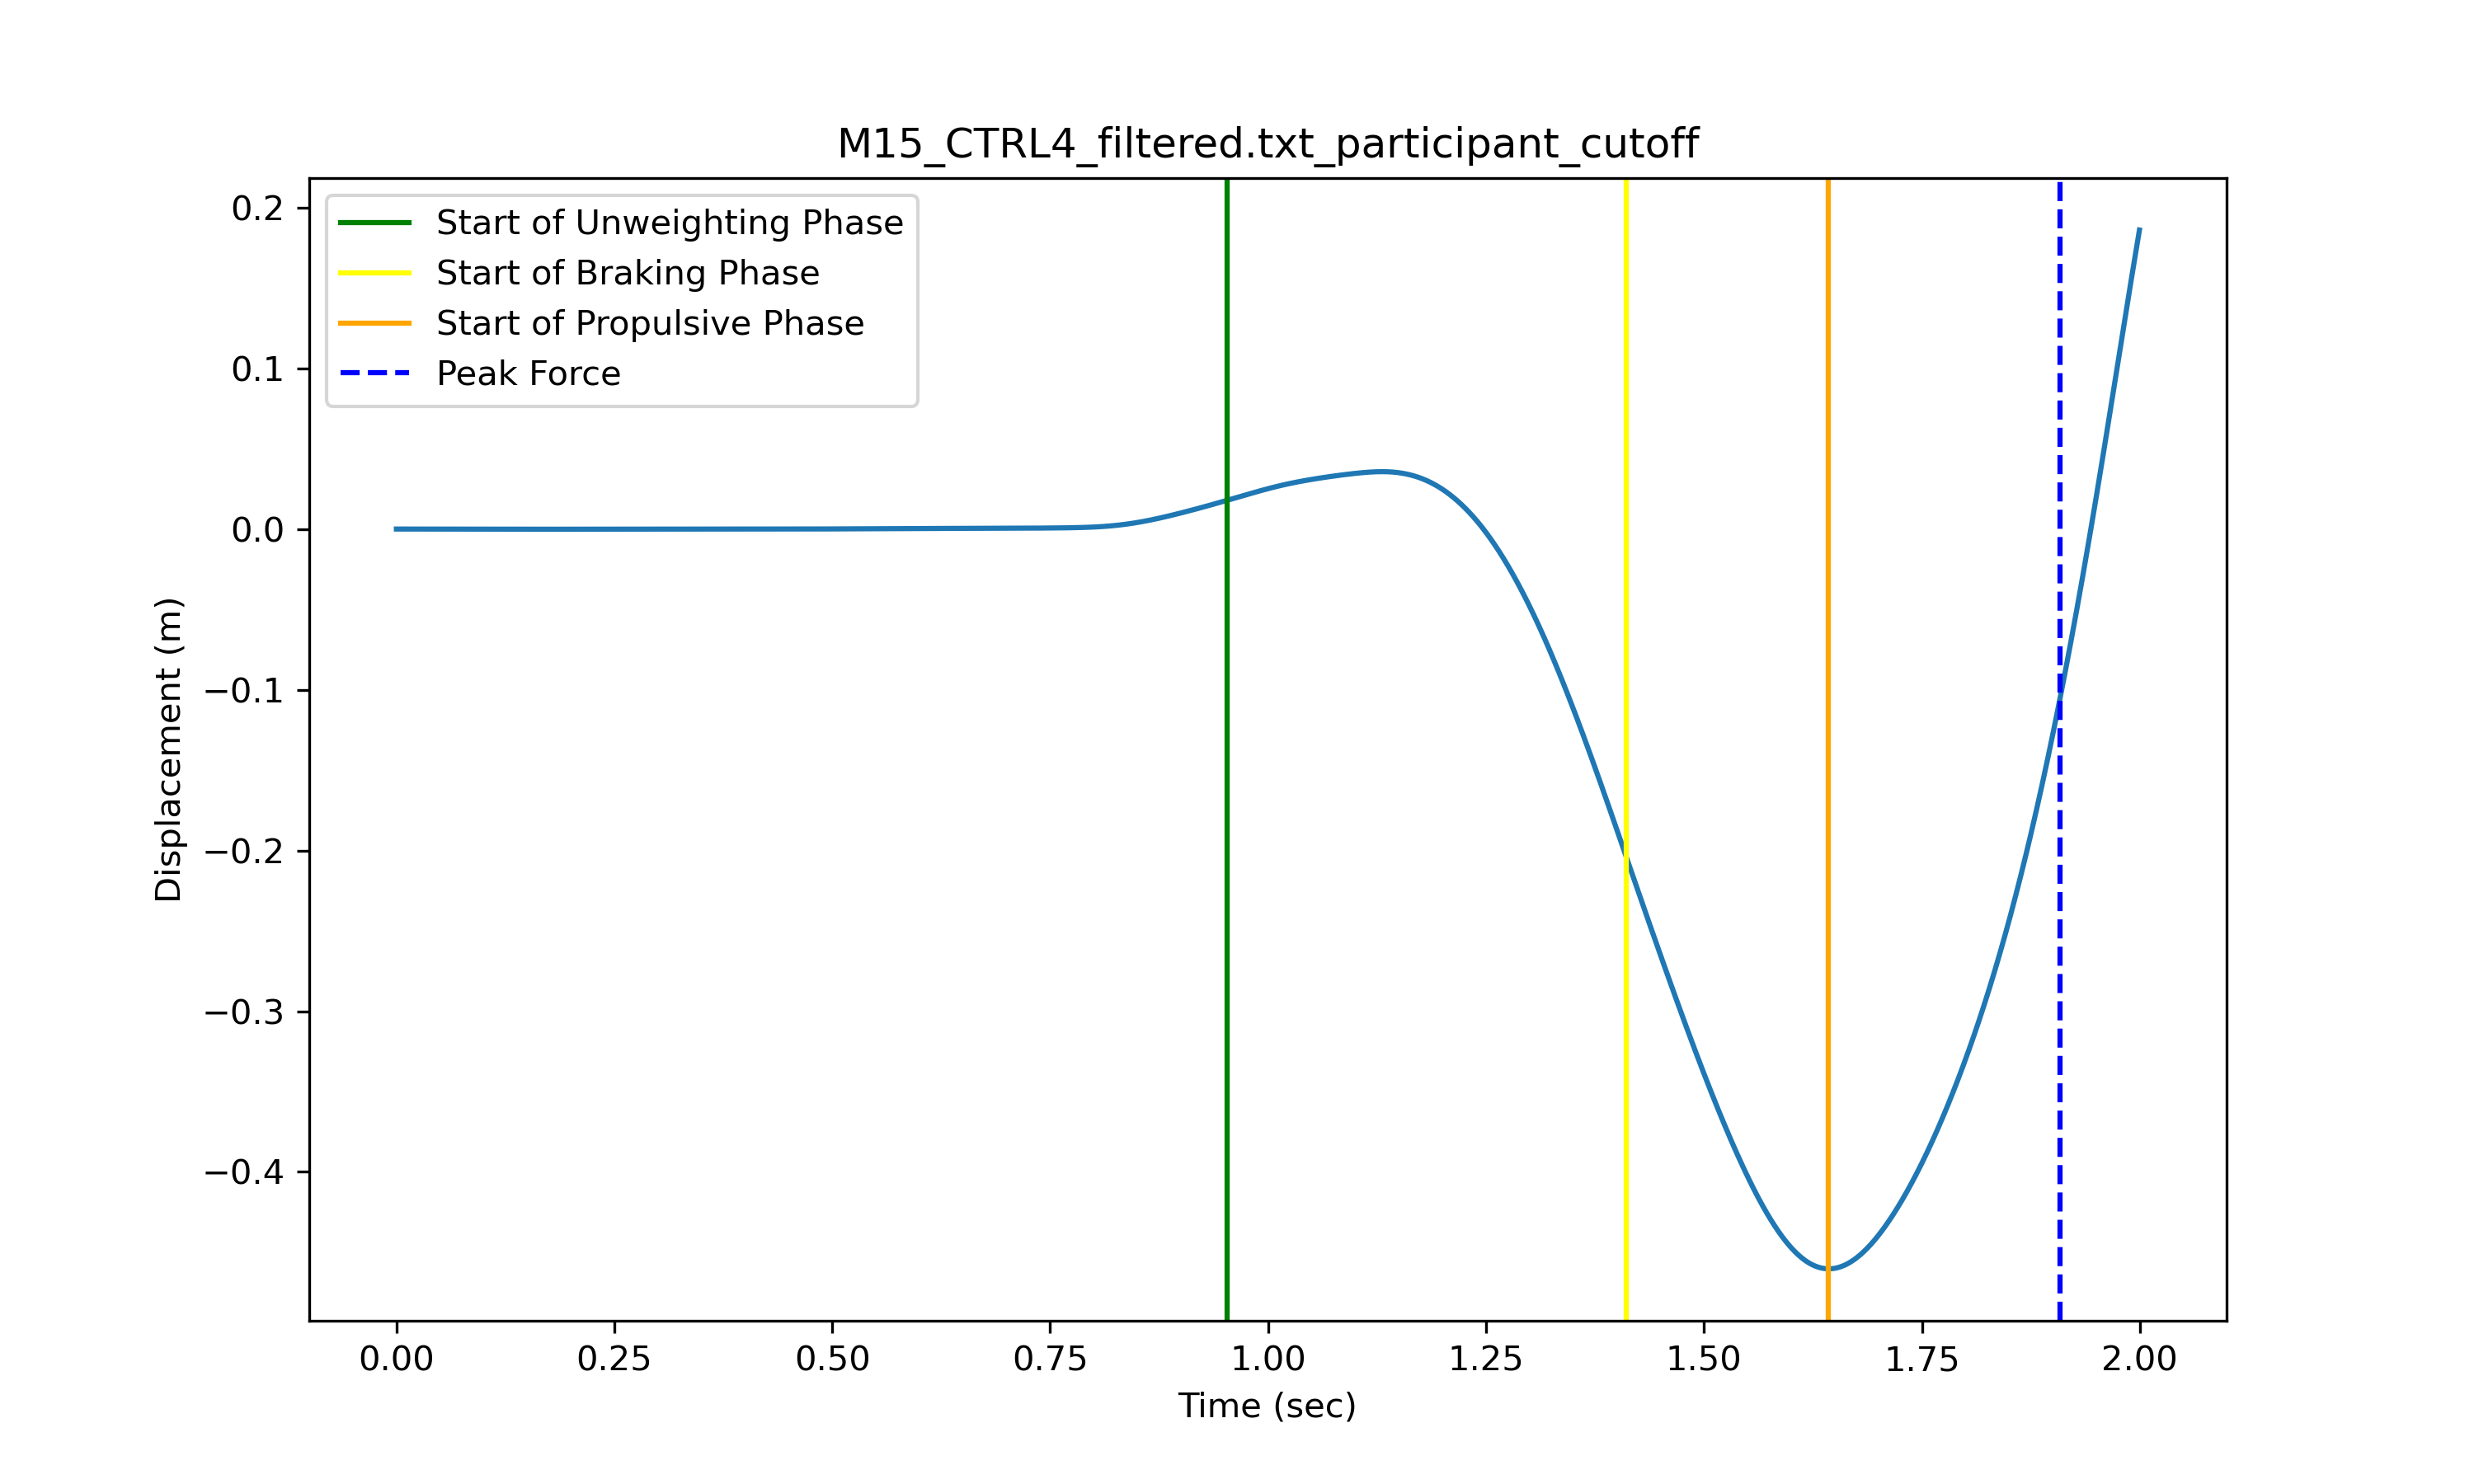 M15_CTRL4_filtered.txt_participant_cutoff
Start of Unweighting Phase
Start of Braking Phase
Start of Propulsive Phase
Peak Force
0.2
0.1
0.0
−0.1
−0.2
−0.3
−0.4
Displacement (m)
0.00 0.25 0.50 0.75 1.00 1.25 1.50 1.75 2.00
Time (sec)